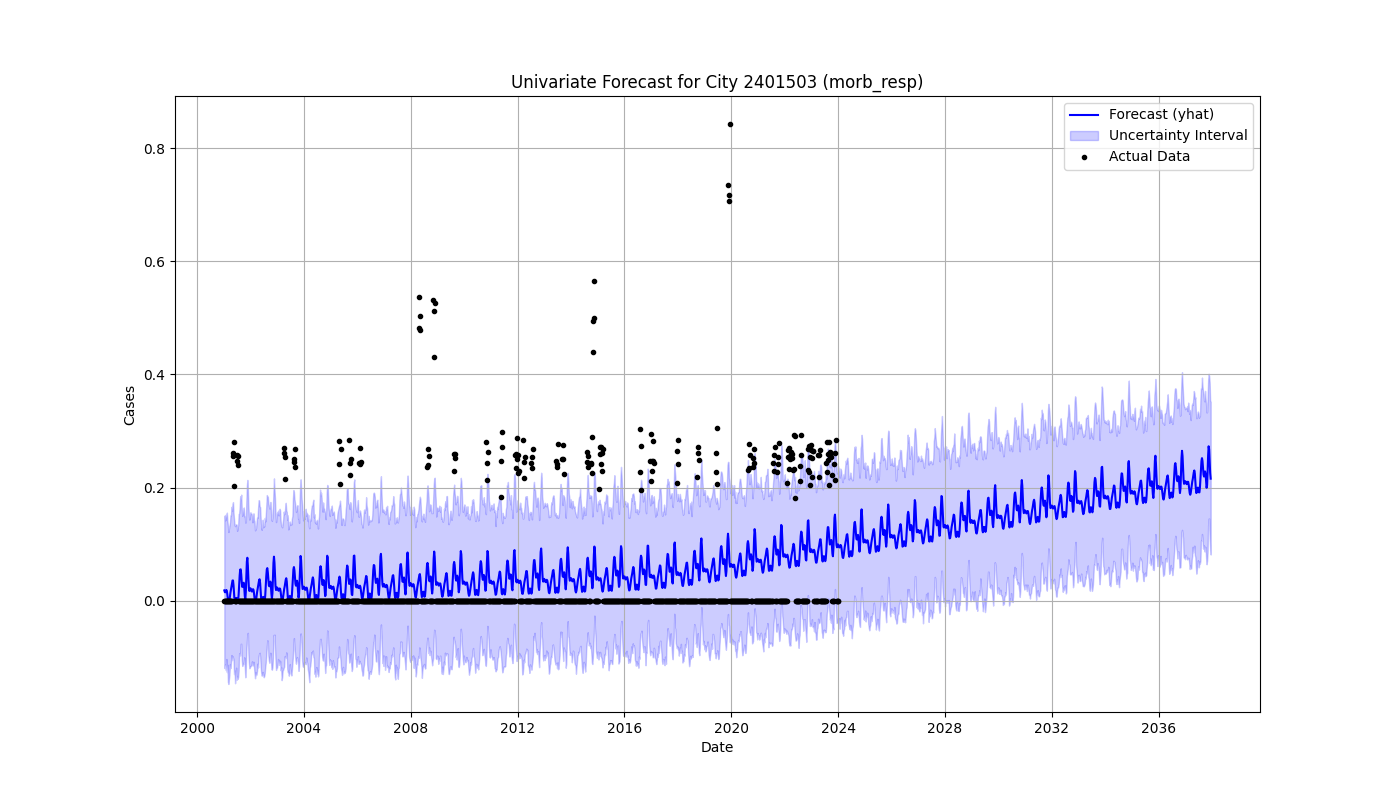 Univariate Forecast for City 2401503 (morb_resp)
Forecast (yhat)
Uncertainty Interval
Actual Data
Cases
0.8
0.6
0.4
0.2
0.0
2000 2004 2008 2012 2016 2020 2024 2028 2032 2036
Date